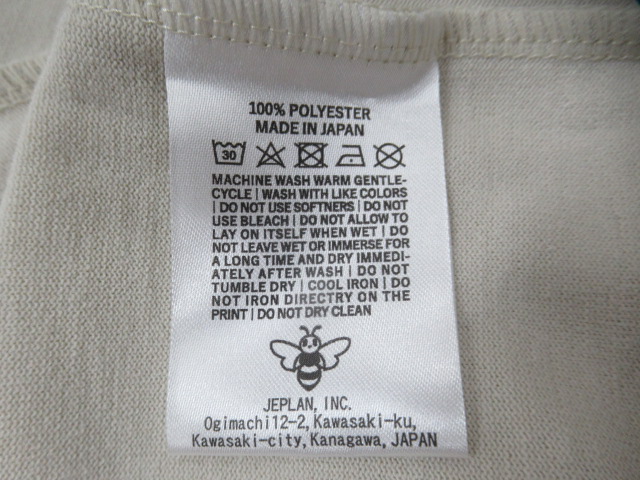 100% POLYESTER
MADE IN JAPAN
30
MACHINE WASH WARM GENTLE-
CYCLE | WASH WITH LIKE COLORS
| DO NOT USE SOFTNERS | DO NOT
USE BLEACH | DO NOT ALLOW TO
LAY ON ITSELF WHEN WET | DO
NOT LEAVE WET OR IMMERSE FOR
A LONG TIME AND DRY IMMEDI-
ATELY AFTER WASH | DO NOT
TUMBLE DRY | COOL IRON | DO
NOT IRON DIRECTRY ON THE
PRINT | DO NOT DRY CLEAN
JEPLAN, INC.
Ogimachi12-2, Kawasaki-ku,
Kawasaki-city, Kanagawa, JAPAN